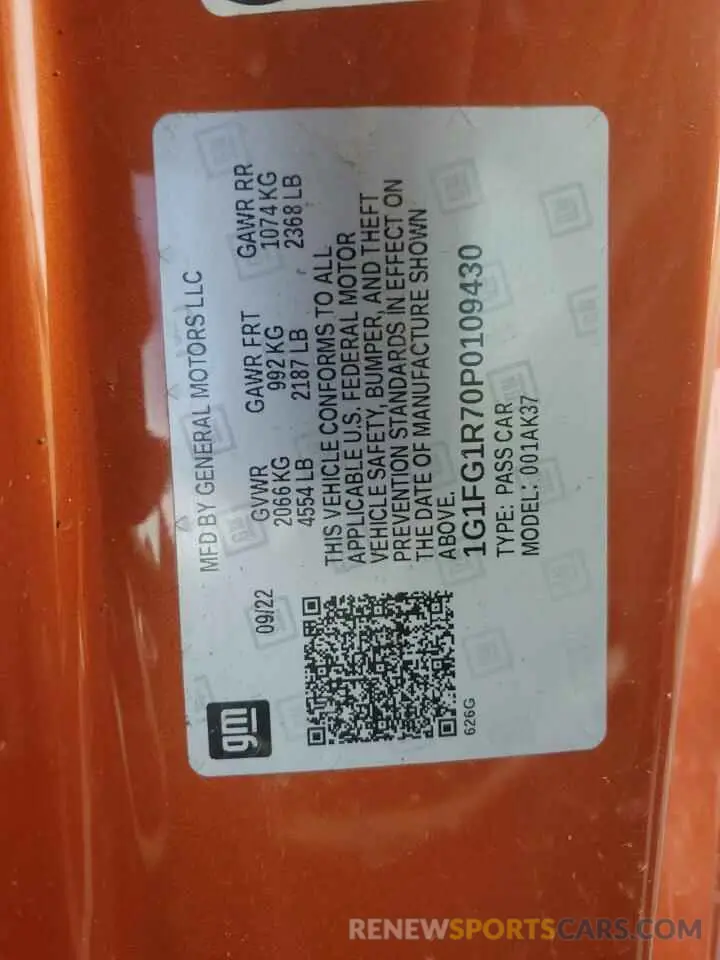 MFD BY GENERAL MOTORS LLC
09/22
GVWR GAWR FRT GAWR RR
2066 KG 992 KG 1074 KG
4554 LB 2187 LB 2368 LB
THIS VEHICLE CONFORMS TO ALL
APPLICABLE U.S. FEDERAL MOTOR
VEHICLE SAFETY, BUMPER, AND THEFT
PREVENTION STANDARDS IN EFFECT ON
THE DATE OF MANUFACTURE SHOWN
ABOVE.
1G1FG1R70P0109430
TYPE: PASS CAR
MODEL: 001AK37
gm
626G
RENEWSPORTSCARS.COM